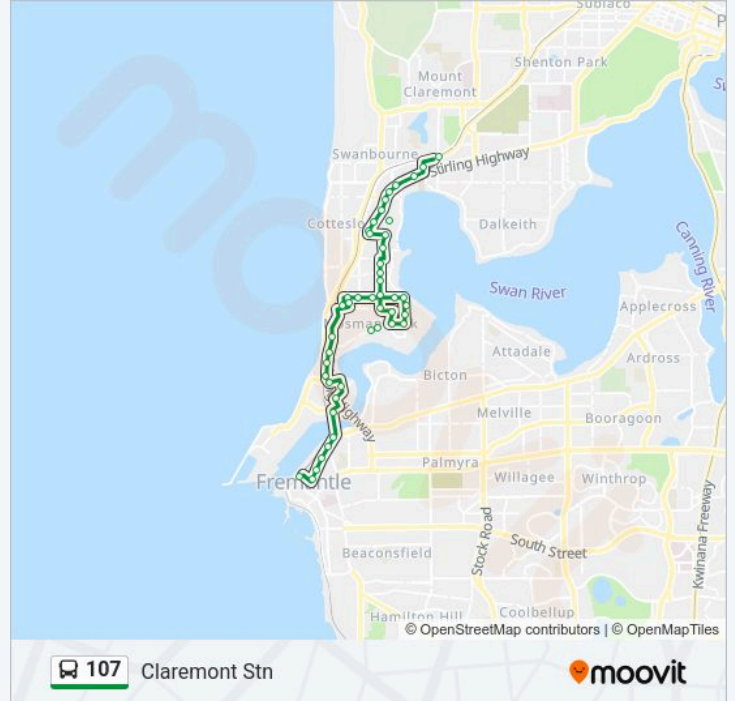 Subiaco
P
Shenton Park
Mount
Claremont
Swanbourne
Stirling Highway
Cottesl
Dalkeith
Canning River
Swan River
Applecross
Attadale
Ardross
Bicton
Highway
Melville
Booragoon
Palmyra
Fremantle
Willagee
Winthrop
Stock Road
South Street
Kwinana Freeway
Beaconsfield
Hamilton Hill
Coolbellup
© OpenStreetMap contributors | © OpenMapTiles
107
Claremont Stn
moovit